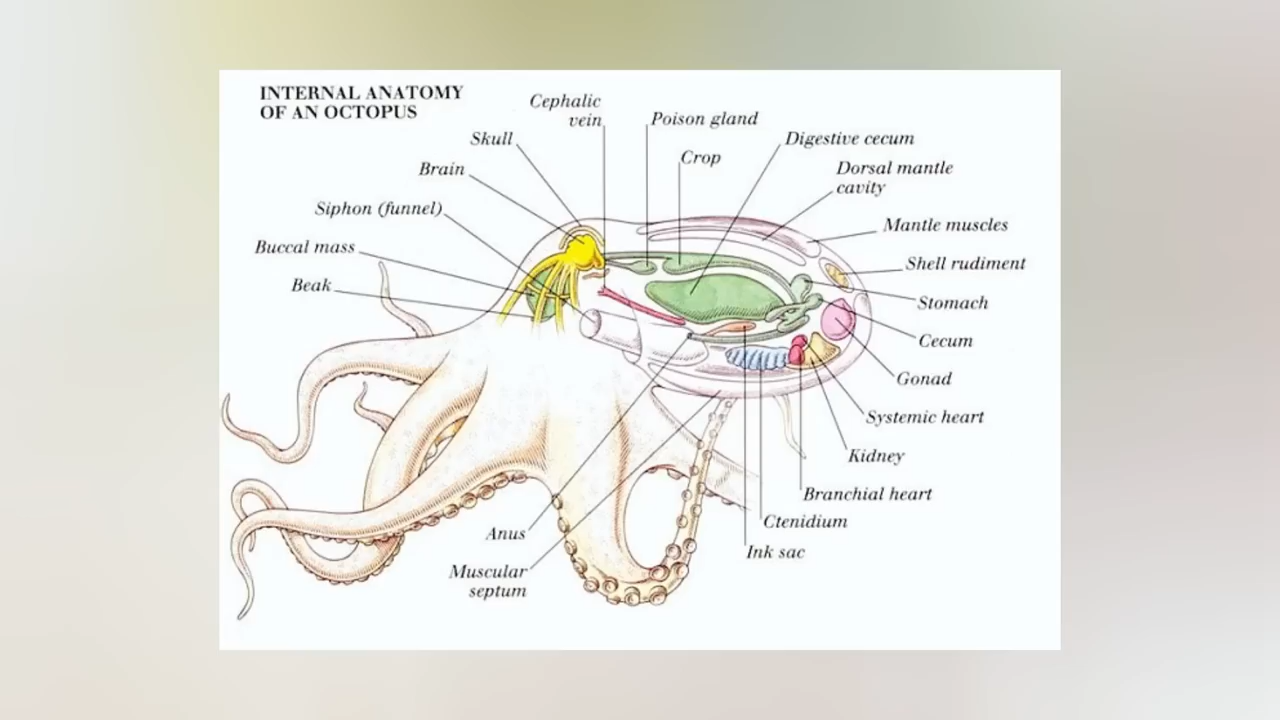 INTERNAL ANATOMY
OF AN OCTOPUS
Cephalic
vein
Poison gland
Skull
Digestive cecum
Crop
Brain
Dorsal mantle
cavity
Siphon (funnel)
Mantle muscles
Buccal mass
Shell rudiment
Beak
Stomach
Cecum
Gonad
Systemic heart
Kidney
Branchial heart
Ctenidium
Anus
Ink sac
Muscular
septum